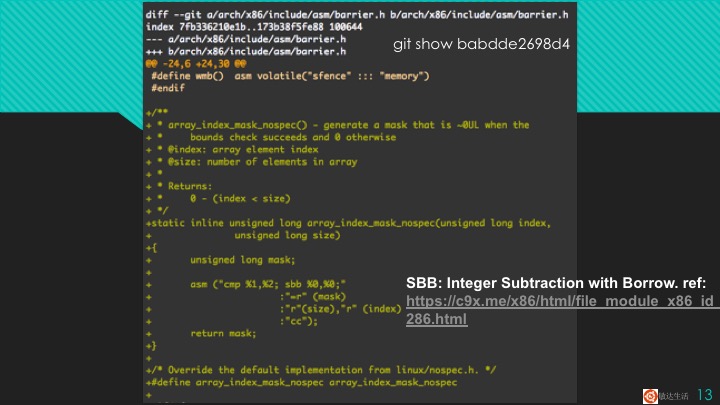 diff --git a/arch/x86/include/asm/barrier.h b/arch/x86/include/asm/barrier.h
index 7fb336210e1b..173b38f5fe88 100644
--- a/arch/x86/include/asm/barrier.h
+++ b/arch/x86/include/asm/barrier.h
git show babdde2698d4
@@ -24,6 +24,30 @@
#define wmb() asm volatile("sfence" ::: "memory")
#endif
+/**
+ * array_index_mask_nospec() - generate a mask that is ~0UL when the
+ * bounds check succeeds and 0 otherwise
+ * @index: array element index
+ * @size: number of elements in array
+ *
+ * Returns:
+ * 0 - (index < size)
+ */
+static inline unsigned long array_index_mask_nospec(unsigned long index,
+ unsigned long size)
+{
+ unsigned long mask;
+
+ asm ("cmp %1,%2; sbb %0,%0;"
+ :"=r" (mask)
+ :"r"(size),"r" (index)
+ :"cc");
+ return mask;
+}
+
+/* Override the default implementation from linux/nospec.h. */
+#define array_index_mask_nospec array_index_mask_nospec
+
SBB: Integer Subtraction with Borrow. ref:
https://c9x.me/x86/html/file_module_x86_id_
286.html
敏达生活
13